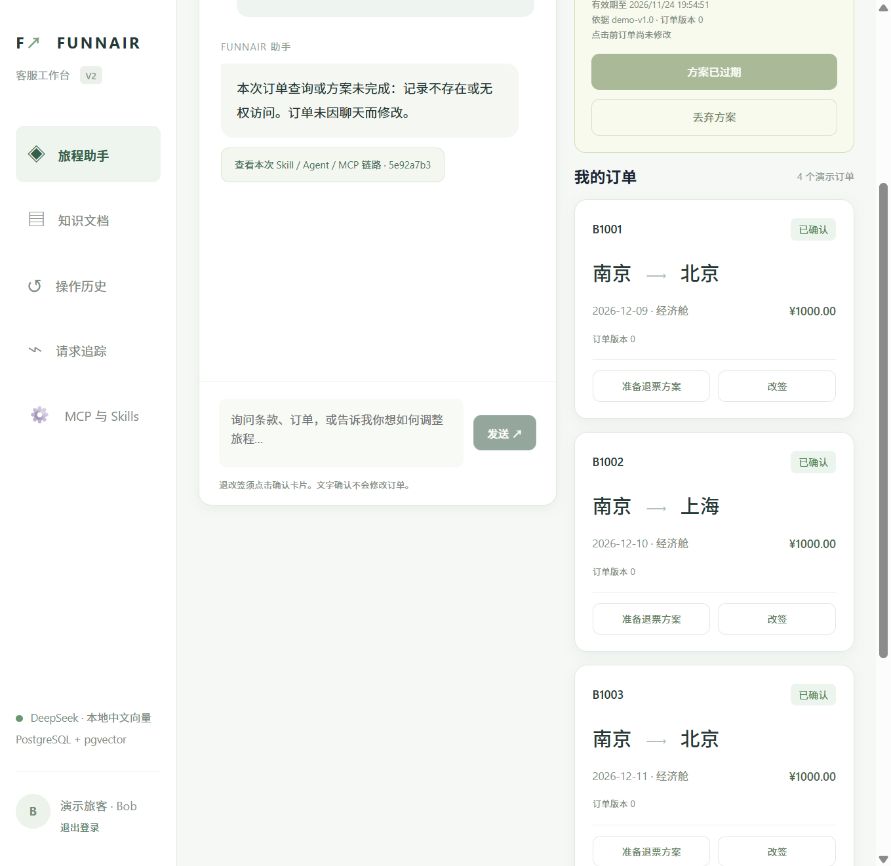 F↗ FUNNAIR
客服工作台 V2
旅程助手
知识文档
操作历史
请求追踪
MCP 与 Skills
DeepSeek · 本地中文向量
PostgreSQL + pgvector
B
演示旅客 · Bob
退出登录
FUNNAIR 助手
本次订单查询或方案未完成：记录不存在或无
权访问。订单未因聊天而修改。
查看本次 Skill / Agent / MCP 链路 · 5e92a7b3
询问条款、订单，或告诉我你想如何调整
旅程...
发送 ↗
退改签须点击确认卡片。文字确认不会修改订单。
有效期至 2026/11/24 19:54:51
依据 demo-v1.0 · 订单版本 0
点击前订单尚未修改
方案已过期
丢弃方案
我的订单
4 个演示订单
B1001
已确认
南京 → 北京
2026-12-09 · 经济舱
¥1000.00
订单版本 0
准备退票方案
改签
B1002
已确认
南京 → 上海
2026-12-10 · 经济舱
¥1000.00
订单版本 0
准备退票方案
改签
B1003
已确认
南京 → 北京
2026-12-11 · 经济舱
¥1000.00
订单版本 0
准备退票方案
改签